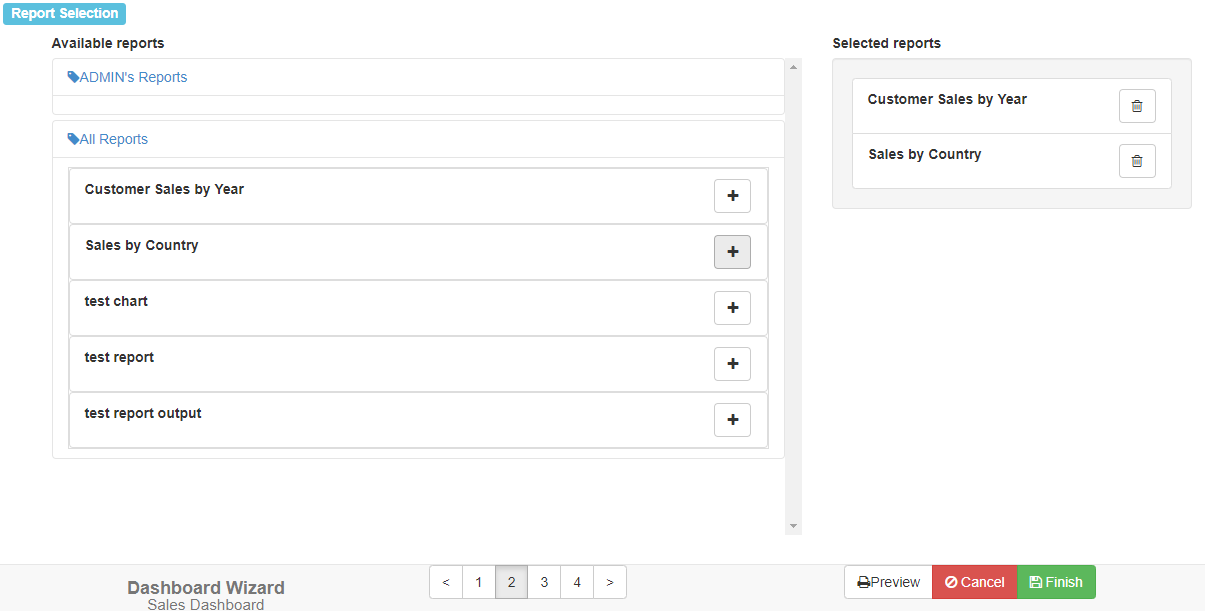 Report Selection
Available reports
ADMIN's Reports
All Reports
Customer Sales by Year
+
Sales by Country
+
test chart
+
test report
+
test report output
+
Selected reports
Customer Sales by Year
Sales by Country
Dashboard Wizard
Sales Dashboard
< 1 2 3 4 >
Preview Cancel Finish